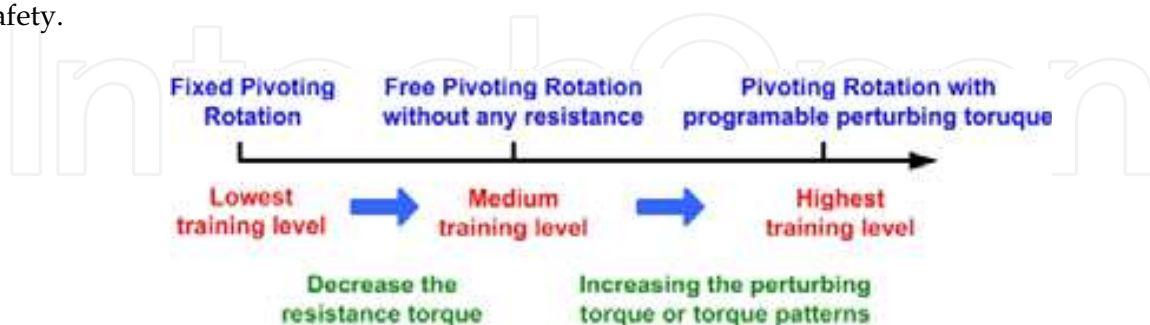 afety.
Fixed Pivoting
Rotation
Free Pivoting Rotation
without any resistance
Pivoting Rotation with
programable perturbing toruque
Lowest
training level
Medium
training level
Highest
training level
Decrease the
resistance torque
Increasing the perturbing
torque or torque patterns
IntechOpen